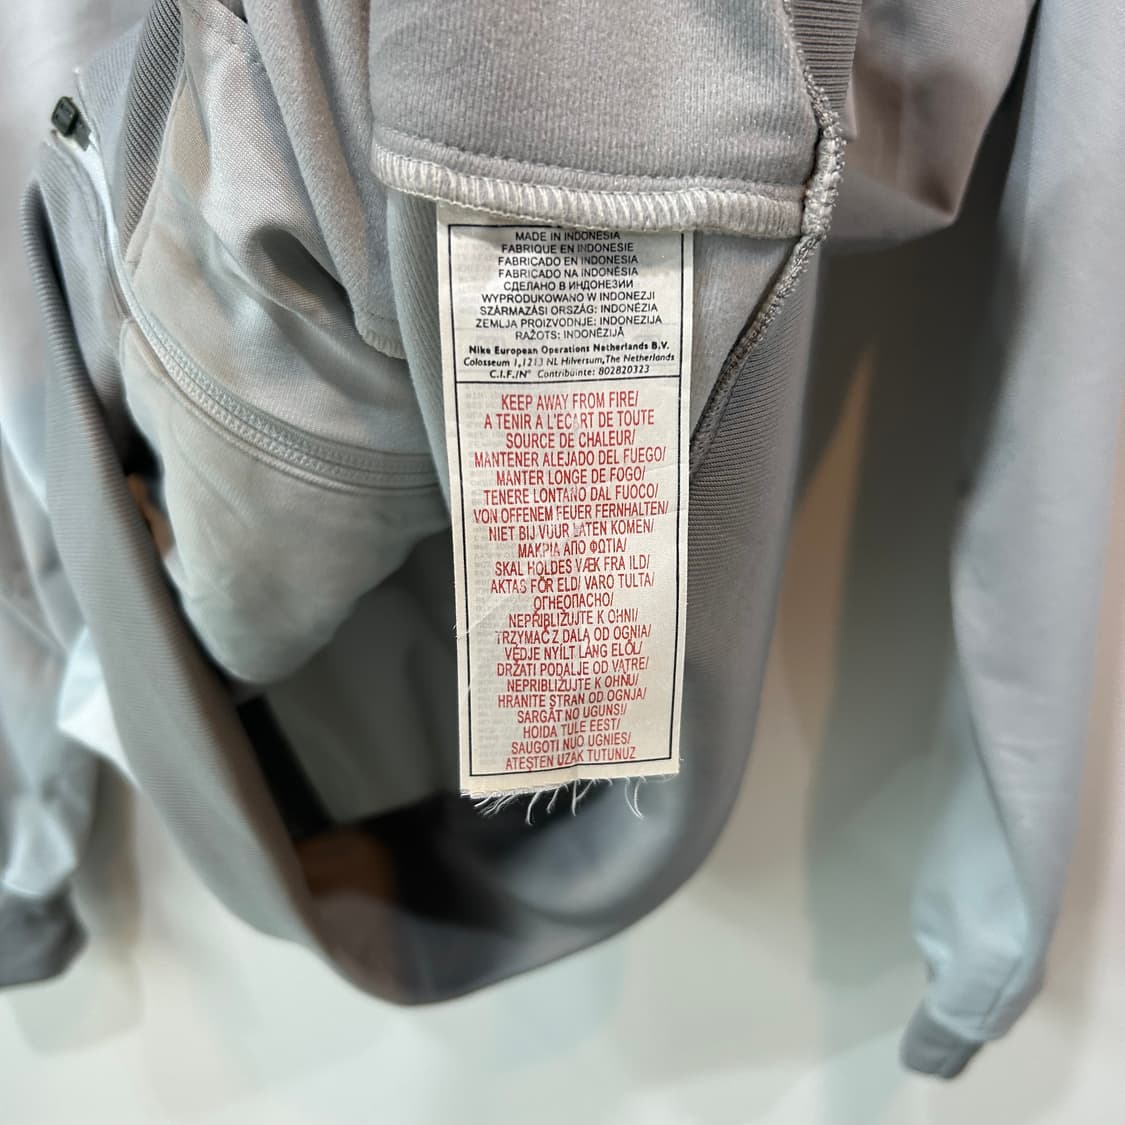 MADE IN INDONESIA
FABRIQUE EN INDONESIE
FABRICADO EN INDONESIA
FABRICADO NA INDONÉSIA
СДЕЛАНО В ИНДОНЕЗИИ
WYPRODUKOWANO W INDONEZJI
SZÁRMAZÁSI ORSZÁG: INDONÉZIA
ZEMLJA PROIZVODNJE: INDONEZIJA
RAŽOTS: INDONĒZIJĀ
Nike European Operations Netherlands B.V.
Colosseum 1,1213 NL Hilversum,The Netherlands
C.I.F./N° Contribuinte: 802820323
KEEP AWAY FROM FIRE/
A TENIR A L'ECART DE TOUTE
SOURCE DE CHALEUR/
MANTENER ALEJADO DEL FUEGO/
MANTER LONGE DE FOGO/
TENERE LONTANO DAL FUOCO/
VON OFFENEM FEUER FERNHALTEN/
NIET BIJ VUUR LATEN KOMEN/
ΜΑΚΡΙΑ ΑΠΟ ΦΩΤΙΑ/
SKAL HOLDES VÆK FRA ILD/
AKTAS FÖR ELD/ VARO TULTA/
ОГНЕОПАСНО/
NEPŘIBLIŽUJTE K OHNI/
TRZYMAĆ Z DALA OD OGNIA/
VÉDJE NYÍLT LÁNG ELŐL/
DRŽATI PODALJE OD VATRE/
NEPRIBLIŽUJTE K OHŇU/
HRANITE STRAN OD OGNJA/
SARGĀT NO UGUNS!/
HOIDA TULE EEST/
SAUGOTI NUO UGNIES/
ATEŞTEN UZAK TUTUNUZ